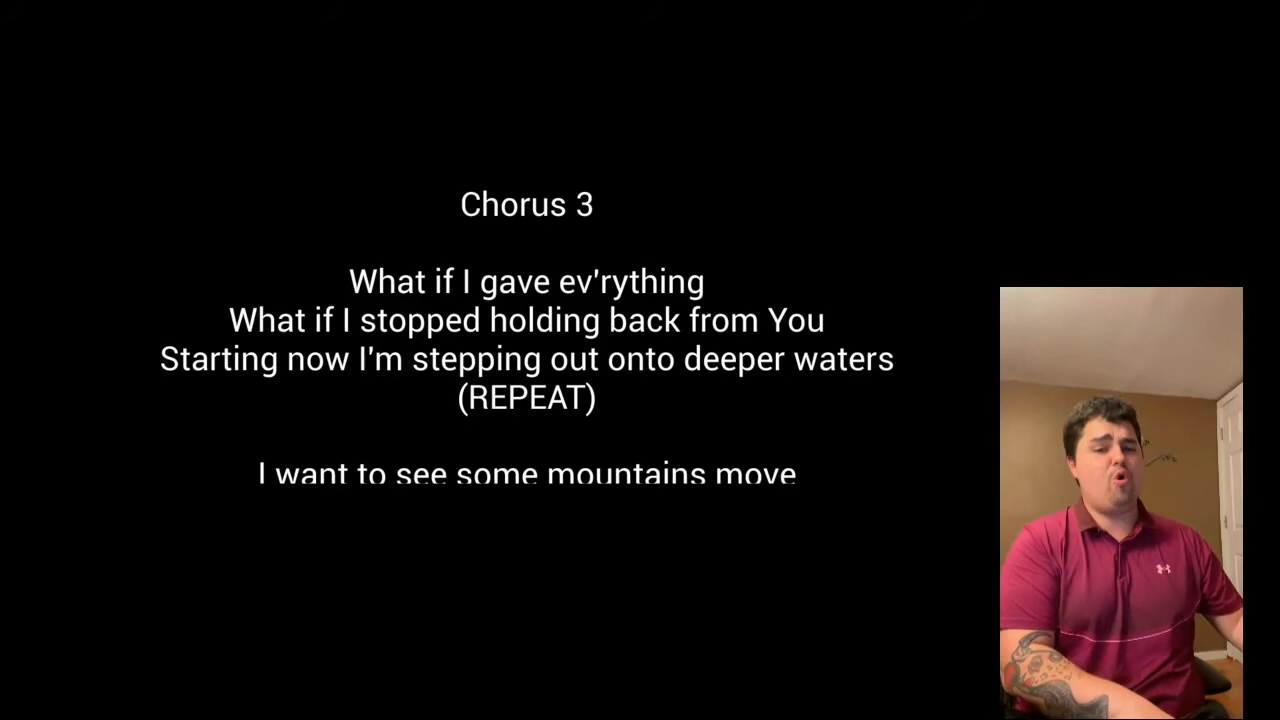 Chorus 3
What if I gave ev'rything
What if I stopped holding back from You
Starting now I'm stepping out onto deeper waters
(REPEAT)
I want to see some mountains move